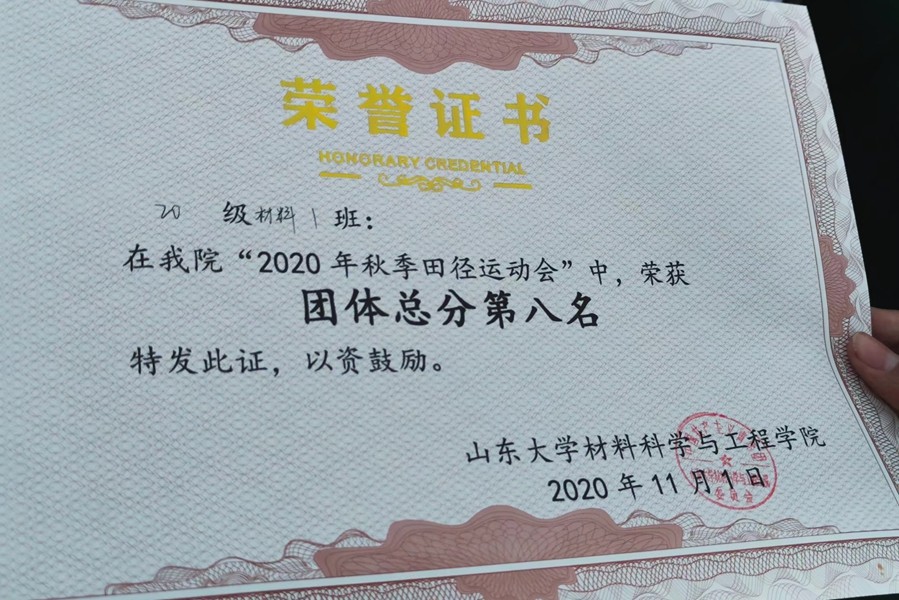 荣誉证书
HONORARY CREDENTIAL
20 级材料1班：
在我院“2020年秋季田径运动会”中，荣获
团体总分第八名
特发此证，以资鼓励。
山东大学材料科学与工程学院
2020年11月1日
委员会